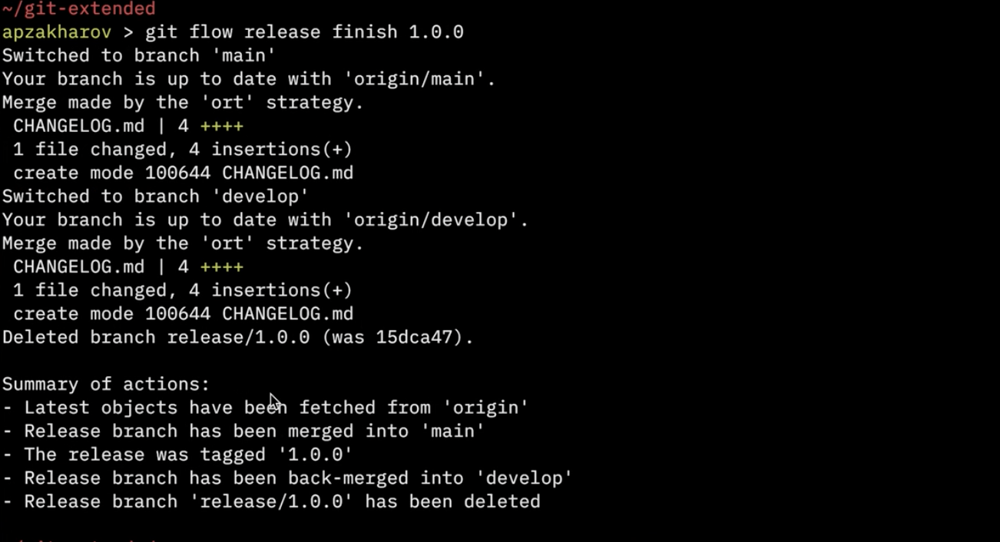 ~/git-extended
apzakharov > git flow release finish 1.0.0
Switched to branch 'main'
Your branch is up to date with 'origin/main'.
Merge made by the 'ort' strategy.
 CHANGELOG.md | 4 ++++
 1 file changed, 4 insertions(+)
 create mode 100644 CHANGELOG.md
Switched to branch 'develop'
Your branch is up to date with 'origin/develop'.
Merge made by the 'ort' strategy.
 CHANGELOG.md | 4 ++++
 1 file changed, 4 insertions(+)
 create mode 100644 CHANGELOG.md
Deleted branch release/1.0.0 (was 15dca47).
Summary of actions:
- Latest objects have been fetched from 'origin'
- Release branch has been merged into 'main'
- The release was tagged '1.0.0'
- Release branch has been back-merged into 'develop'
- Release branch 'release/1.0.0' has been deleted